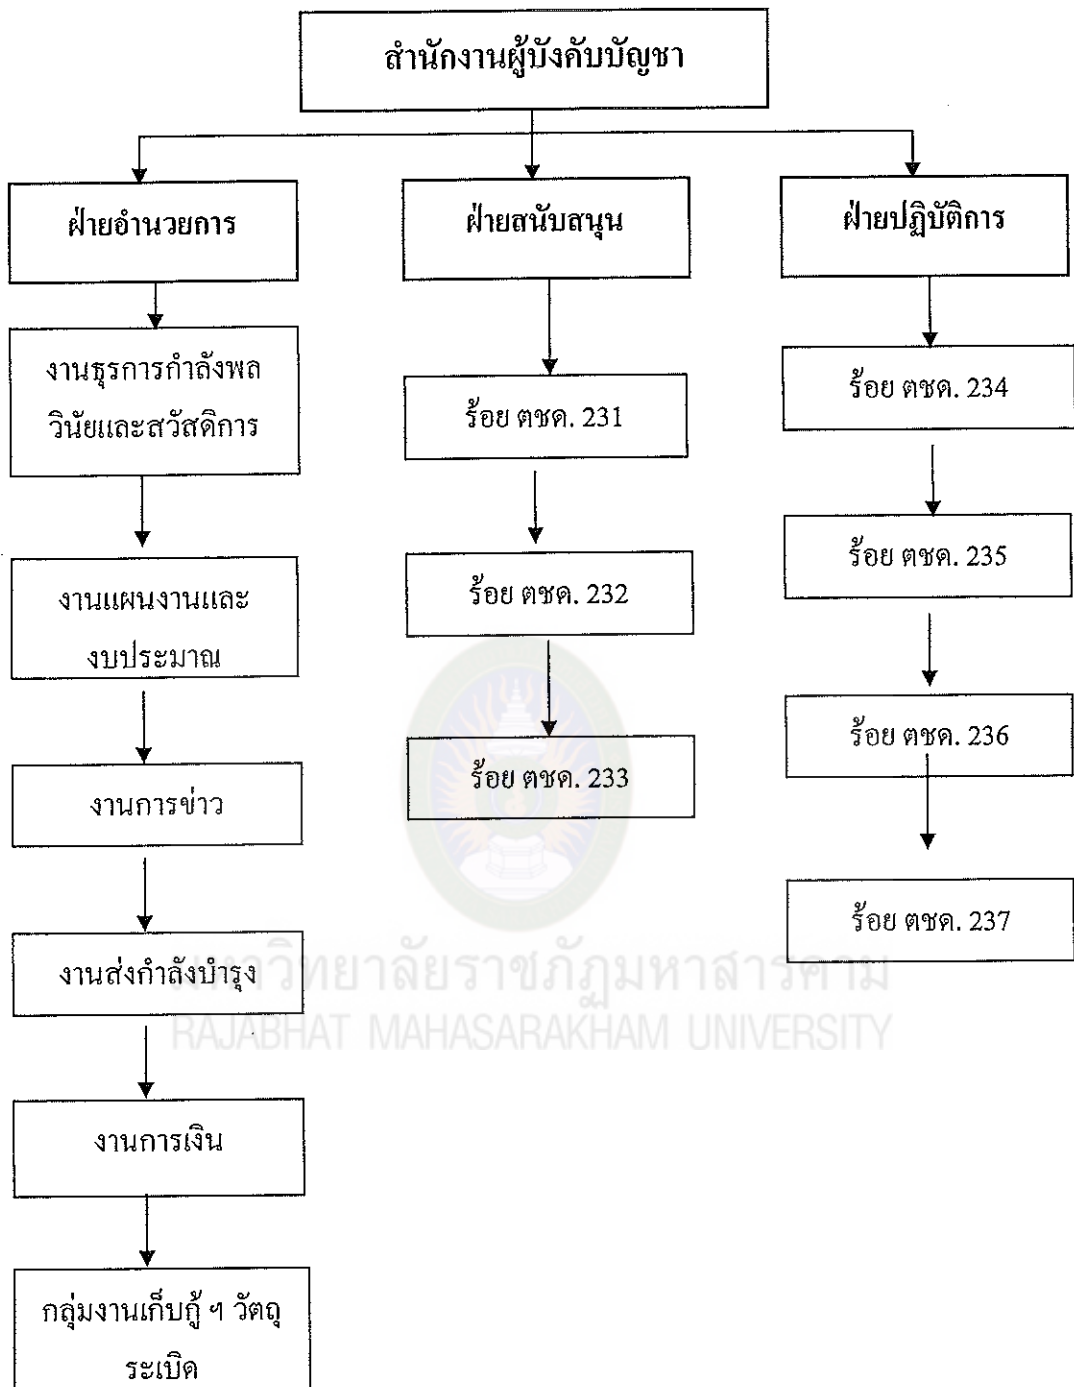 สำนักงานผู้บังคับบัญชา
ฝ่ายอำนวยการ
ฝ่ายสนับสนุน
ฝ่ายปฏิบัติการ
งานธุรการกำลังพล
วินัยและสวัสดิการ
งานแผนงานและ
งบประมาณ
งานการข่าว
งานส่งกำลังบำรุง
งานการเงิน
กลุ่มงานเก็บกู้ ฯ วัตถุ
ระเบิด
ร้อย ตชด. 231
ร้อย ตชด. 232
ร้อย ตชด. 233
ร้อย ตชด. 234
ร้อย ตชด. 235
ร้อย ตชด. 236
ร้อย ตชด. 237
มหาวิทยาลัยราชภัฏมหาสารคาม
RAJABHAT MAHASARAKHAM UNIVERSITY